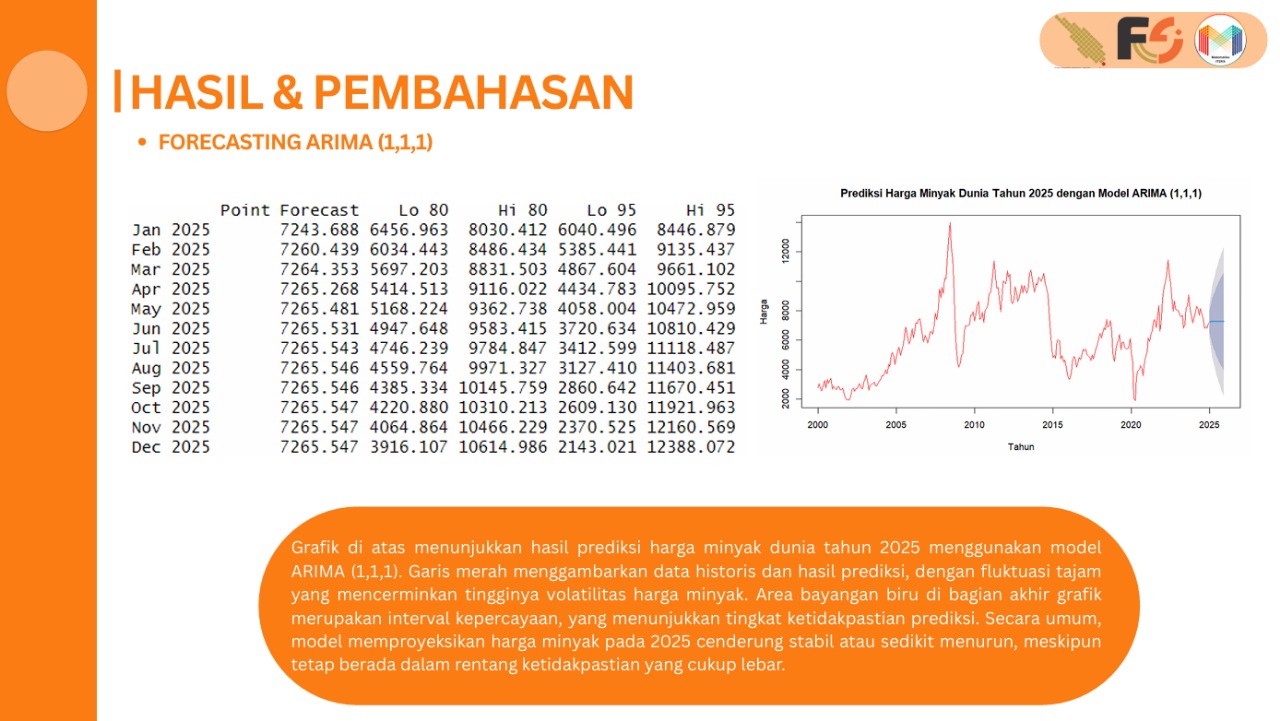 FS
HASIL & PEMBAHASAN
• FORECASTING ARIMA (1,1,1)
Point Forecast Lo 80 Hi 80 Lo 95 Hi 95
Jan 2025 7243.688 6456.963 8030.412 6040.496 8446.879
Feb 2025 7260.439 6034.443 8486.434 5385.441 9135.437
Mar 2025 7264.353 5697.203 8831.503 4867.604 9661.102
Apr 2025 7265.268 5414.513 9116.022 4434.783 10095.752
May 2025 7265.481 5168.224 9362.738 4058.004 10472.959
Jun 2025 7265.531 4947.648 9583.415 3720.634 10810.429
Jul 2025 7265.543 4746.239 9784.847 3412.599 11118.487
Aug 2025 7265.546 4559.764 9971.327 3127.410 11403.681
Sep 2025 7265.546 4385.334 10145.759 2860.642 11670.451
Oct 2025 7265.547 4220.880 10310.213 2609.130 11921.963
Nov 2025 7265.547 4064.864 10466.229 2370.525 12160.569
Dec 2025 7265.547 3916.107 10614.986 2143.021 12388.072
Prediksi Harga Minyak Dunia Tahun 2025 dengan Model ARIMA (1,1,1)
Harga
12000
8000
6000
4000
2000
2000 2005 2010 2015 2020 2025
Tahun
Grafik di atas menunjukkan hasil prediksi harga minyak dunia tahun 2025 menggunakan model
ARIMA (1,1,1). Garis merah menggambarkan data historis dan hasil prediksi, dengan fluktuasi tajam
yang mencerminkan tingginya volatilitas harga minyak. Area bayangan biru di bagian akhir grafik
merupakan interval kepercayaan, yang menunjukkan tingkat ketidakpastian prediksi. Secara umum,
model memproyeksikan harga minyak pada 2025 cenderung stabil atau sedikit menurun, meskipun
tetap berada dalam rentang ketidakpastian yang cukup lebar.